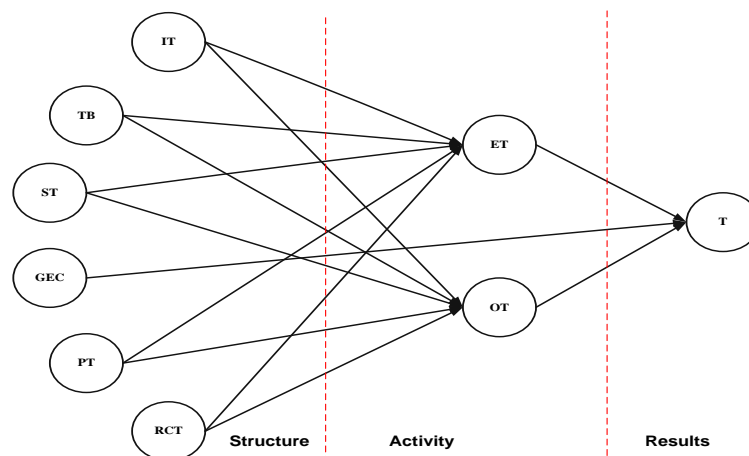 IT
TB
ET
ST
T
GEC
OT
PT
RCT
Structure
Activity
Results